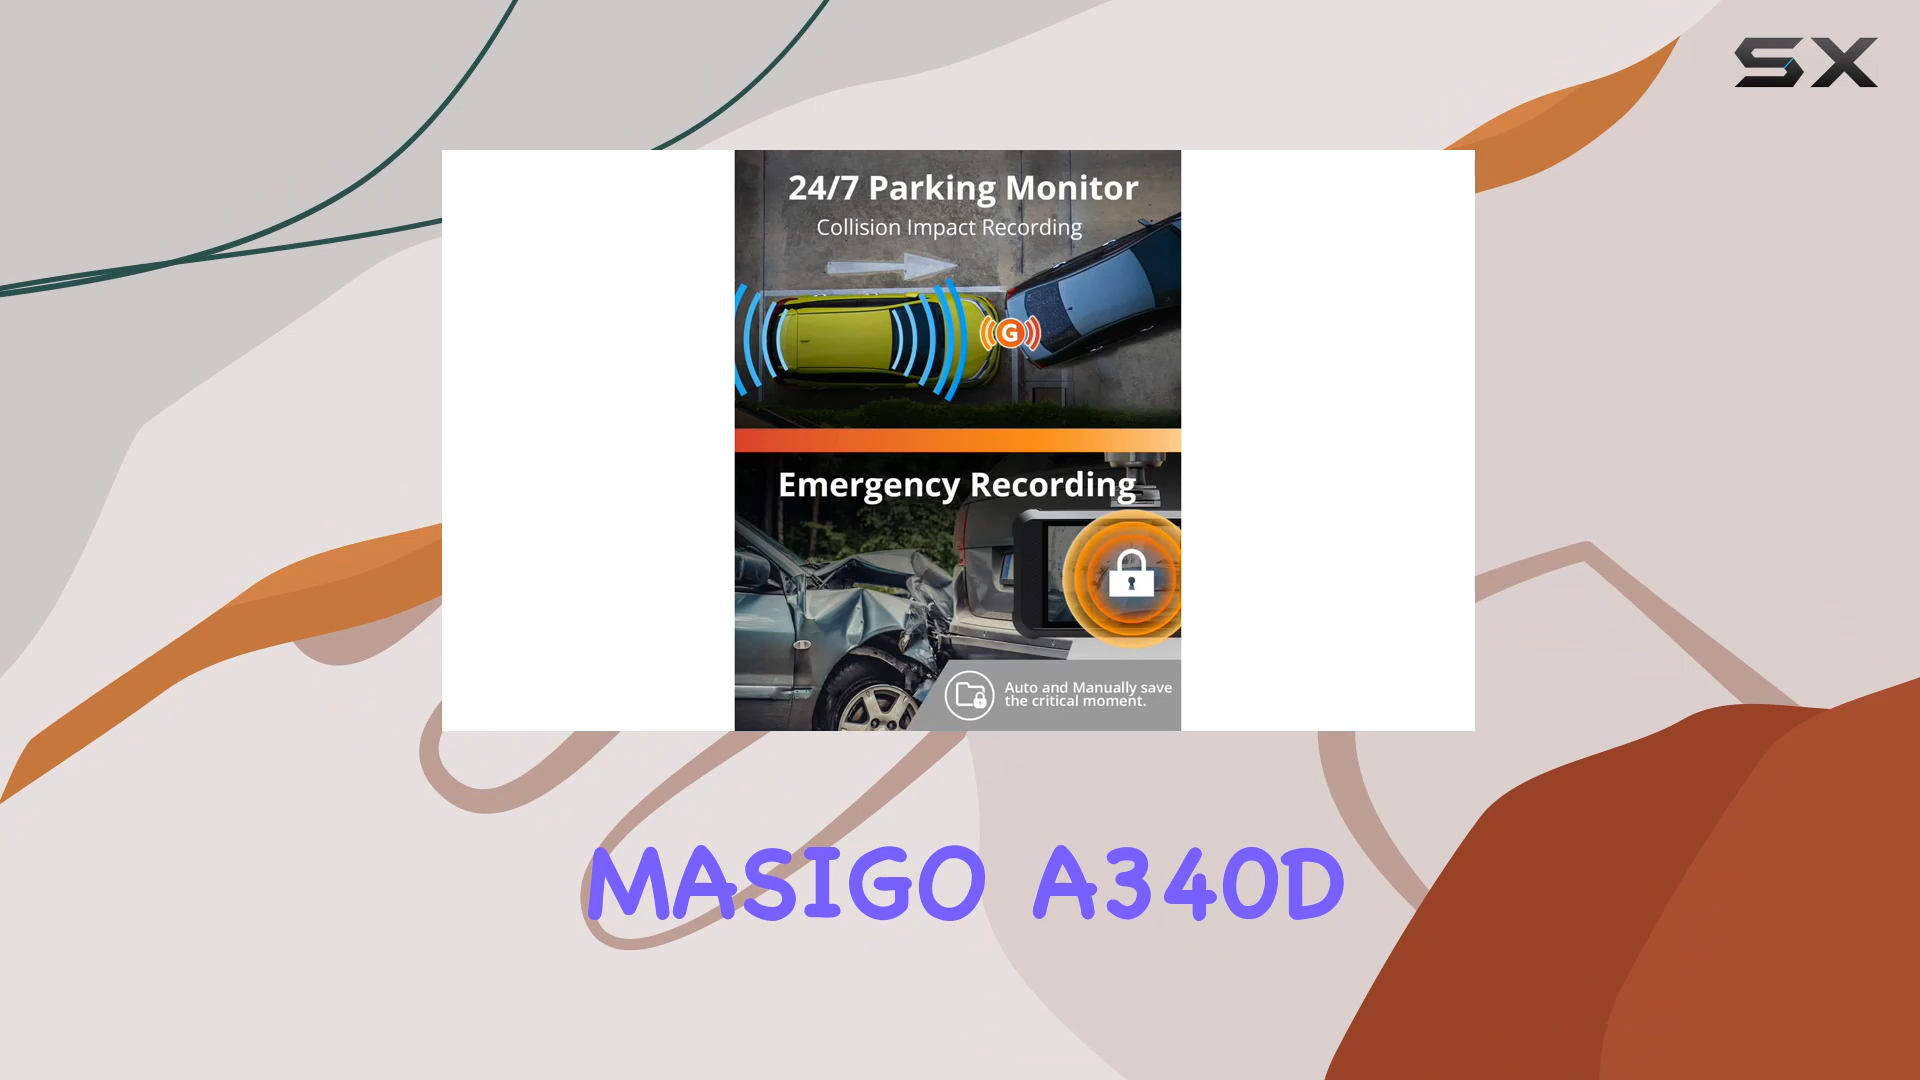 SX
24/7 Parking Monitor
Collision Impact Recording
G
Emergency Recording
Auto and Manually save
the critical moment.
MASIGO A340D